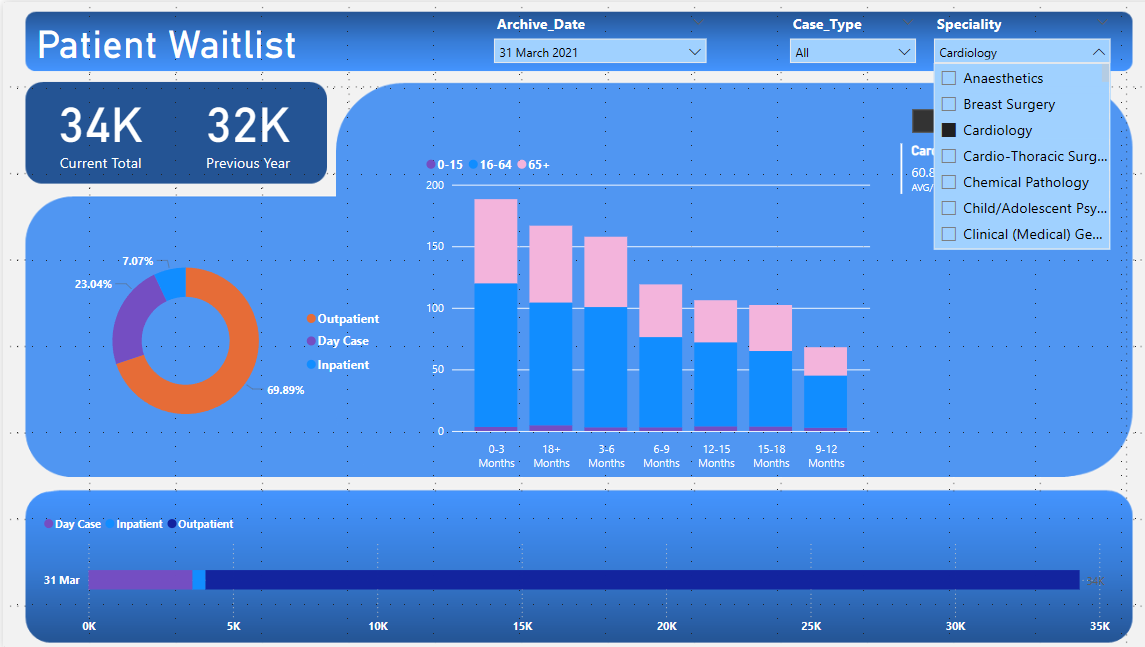 Patient Waitlist
Archive_Date
31 March 2021
Case_Type
All
Speciality
Cardiology
Anaesthetics
Breast Surgery
Cardiology
Cardio-Thoracic Surg...
Chemical Pathology
Child/Adolescent Psy...
Clinical (Medical) Ge...
34K
Current Total
32K
Previous Year
60.8
AVG/
0-15 16-64 65+
200
150
100
50
0
0-3 Months
18+ Months
3-6 Months
6-9 Months
12-15 Months
15-18 Months
9-12 Months
7.07%
23.04%
69.89%
Outpatient
Day Case
Inpatient
Day Case Inpatient Outpatient
31 Mar
0K 5K 10K 15K 20K 25K 30K 35K